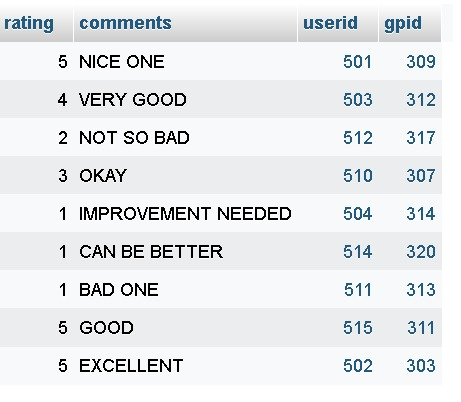 rating comments userid gpid
5 NICE ONE 501 309
4 VERY GOOD 503 312
2 NOT SO BAD 512 317
3 OKAY 510 307
1 IMPROVEMENT NEEDED 504 314
1 CAN BE BETTER 514 320
1 BAD ONE 511 313
5 GOOD 515 311
5 EXCELLENT 502 303